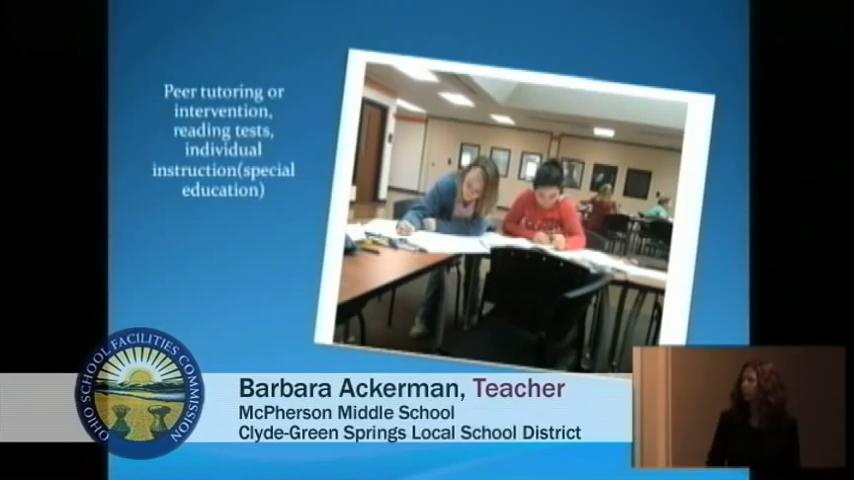 Peer tutoring or
intervention,
reading tests,
individual
instruction(special
education)
OHIO SCHOOL FACILITIES COMMISSION
Barbara Ackerman, Teacher
McPherson Middle School
Clyde-Green Springs Local School District